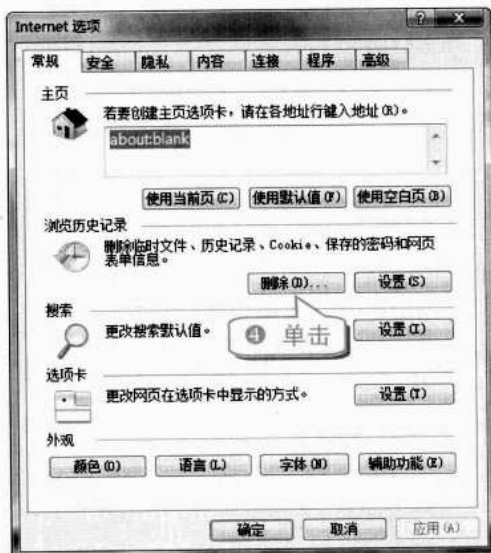 Internet 选项
? x
常规 安全 隐私 内容 连接 程序 高级
主页
若要创建主页选项卡，请在各地址行键入地址(R)。
about:blank
使用当前页(C) 使用默认值(F) 使用空白页(B)
浏览历史记录
删除临时文件、历史记录、Cookie、保存的密码和网页
表单信息。
删除(D)... 设置(S)
搜索
更改搜索默认值。 设置(I)
❹ 单击
选项卡
更改网页在选项卡中显示的方式。 设置(T)
外观
颜色(O) 语言(L) 字体(N) 辅助功能(E)
确定 取消 应用(A)